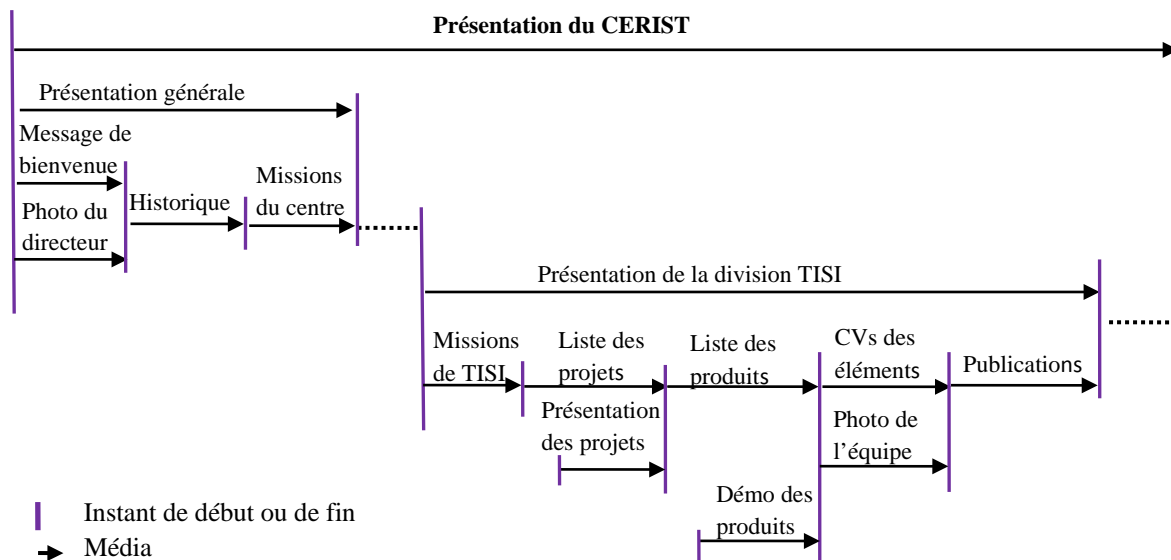 Présentation du CERIST
Présentation générale
Message de
bienvenue
Photo du
directeur
Historique
Missions
du centre
Présentation de la division TISI
Missions
de TISI
Liste des
projets
Présentation
des projets
Liste des
produits
Démo des
produits
CVs des
éléments
Photo de
l’équipe
Publications
Instant de début ou de fin
Média